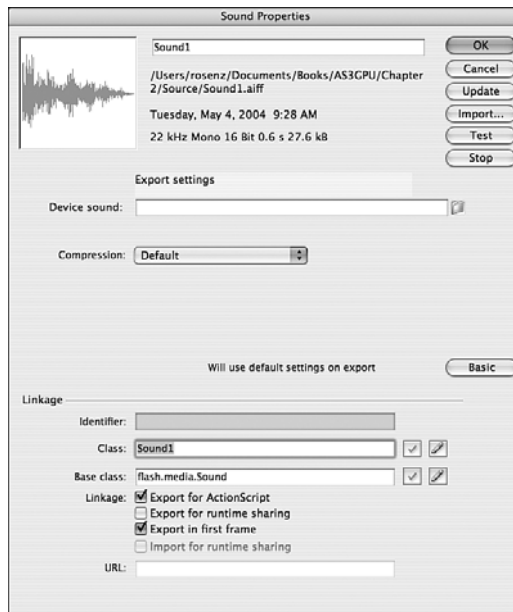 Sound Properties
Sound1
OK
/Users/rosenz/Documents/Books/AS3GPU/Chapter
2/Source/Sound1.aiff
Cancel
Update
Tuesday, May 4, 2004 9:28 AM
Import...
22 kHz Mono 16 Bit 0.6 s 27.6 kB
Test
Stop
Export settings
Device sound:
Compression: Default
Will use default settings on export
Basic
Linkage
Identifier:
Class: Sound1
Base class: flash.media.Sound
Linkage: Export for ActionScript
Export for runtime sharing
Export in first frame
Import for runtime sharing
URL: